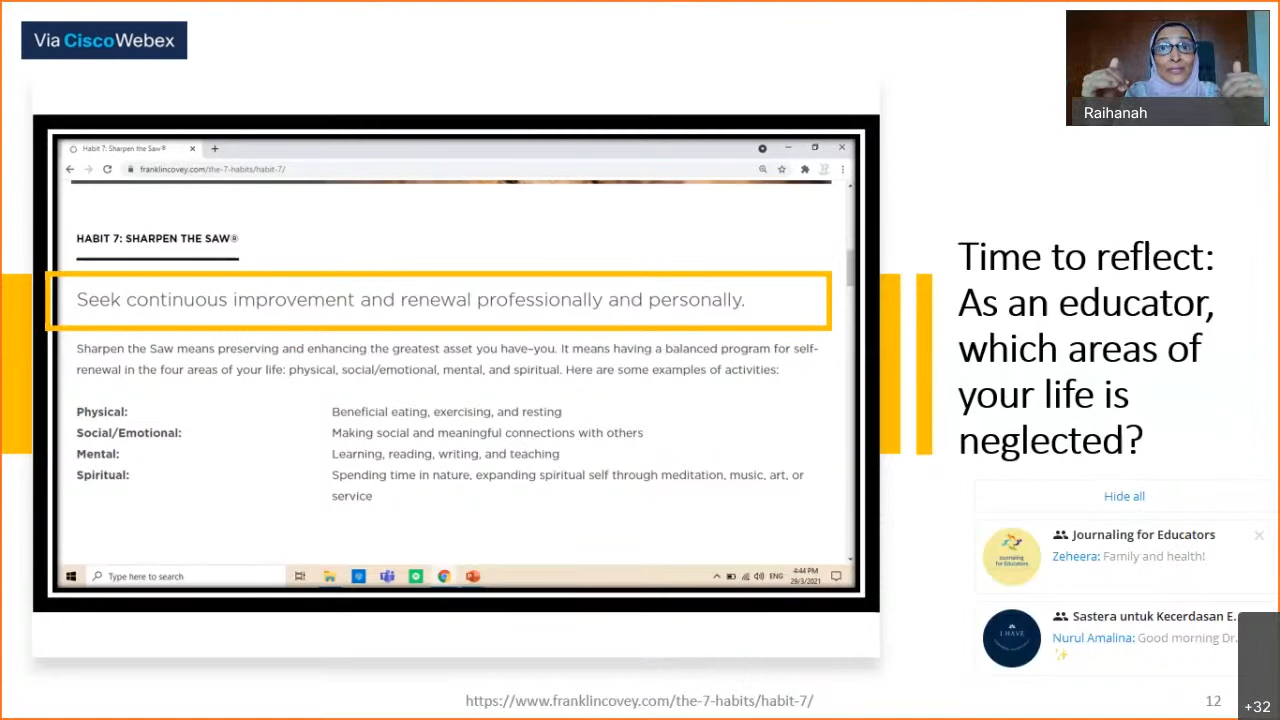 Via CiscoWebex
Raihanah
Habit 7: Sharpen the Saw®
franklincovey.com/the-7-habits/habit-7/
HABIT 7: SHARPEN THE SAW®
Seek continuous improvement and renewal professionally and personally.
Sharpen the Saw means preserving and enhancing the greatest asset you have–you. It means having a balanced program for self-
renewal in the four areas of your life: physical, social/emotional, mental, and spiritual. Here are some examples of activities:
Physical: Beneficial eating, exercising, and resting
Social/Emotional: Making social and meaningful connections with others
Mental: Learning, reading, writing, and teaching
Spiritual: Spending time in nature, expanding spiritual self through meditation, music, art, or
service
Type here to search
ENG
4:44 PM
29/3/2021
Time to reflect:
As an educator,
which areas of
your life is
neglected?
Hide all
Journaling for Educators
Journaling for Educators
Zeheera: Family and health!
I HAVE
Sastera untuk Kecerdasan E.
Nurul Amalina: Good morning Dr.
https://www.franklincovey.com/the-7-habits/habit-7/
12
+32